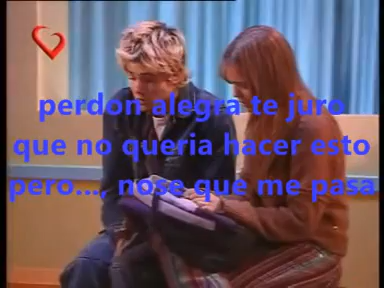 perdon alegra te juro
que no queria hacer esto
pero..., nose que me pasa